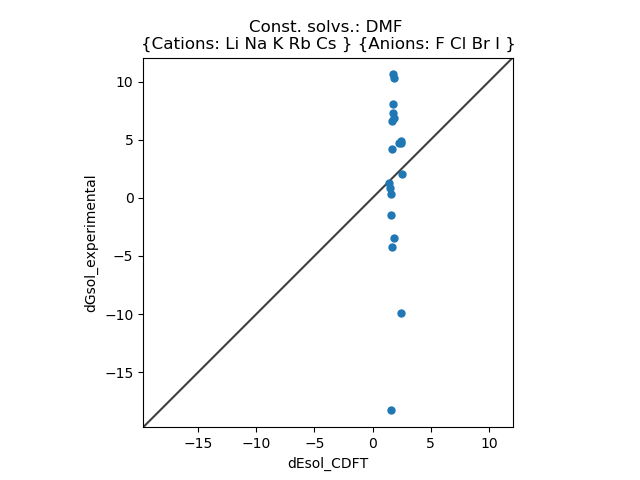 Const. solvs.: DMF
{Cations: Li Na K Rb Cs } {Anions: F Cl Br I }
10
5
0
−5
−10
−15
dGsol_experimental
−15 −10 −5 0 5 10
dEsol_CDFT